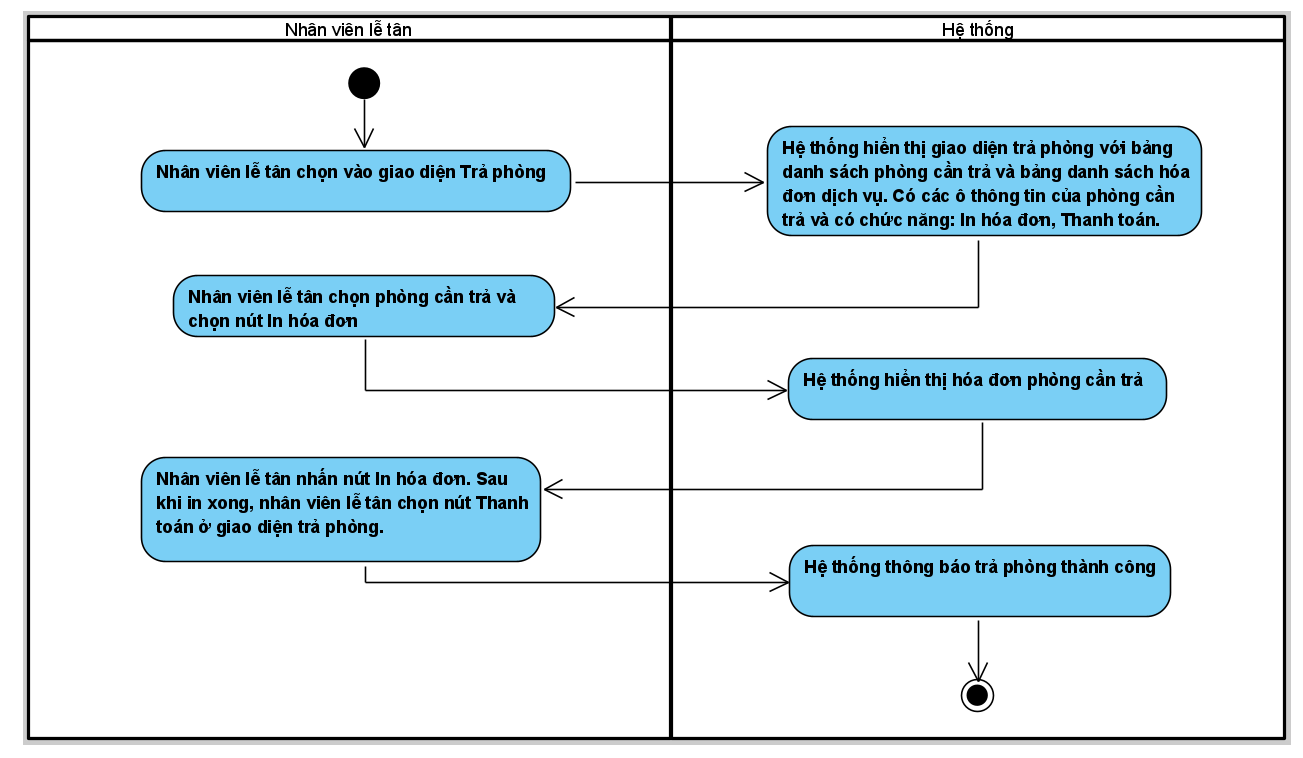 Nhân viên lễ tân
Hệ thống
Nhân viên lễ tân chọn vào giao diện Trả phòng
Hệ thống hiển thị giao diện trả phòng với bảng
danh sách phòng cần trả và bảng danh sách hóa
đơn dịch vụ. Có các ô thông tin của phòng cần
trả và có chức năng: In hóa đơn, Thanh toán.
Nhân viên lễ tân chọn phòng cần trả và
chọn nút In hóa đơn
Hệ thống hiển thị hóa đơn phòng cần trả
Nhân viên lễ tân nhấn nút In hóa đơn. Sau
khi in xong, nhân viên lễ tân chọn nút Thanh
toán ở giao diện trả phòng.
Hệ thống thông báo trả phòng thành công